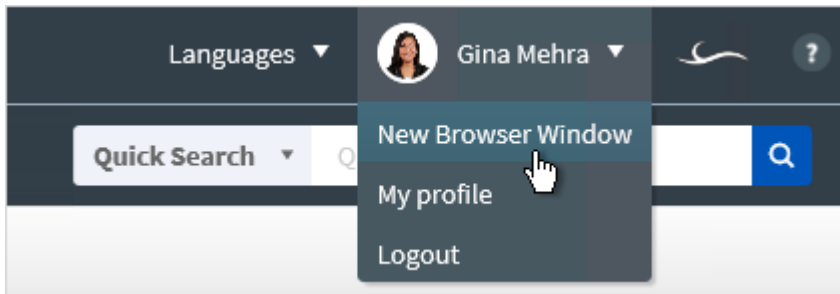 Languages ▼ Gina Mehra ▼ ?
Quick Search ▼ Q
New Browser Window
My profile
Logout